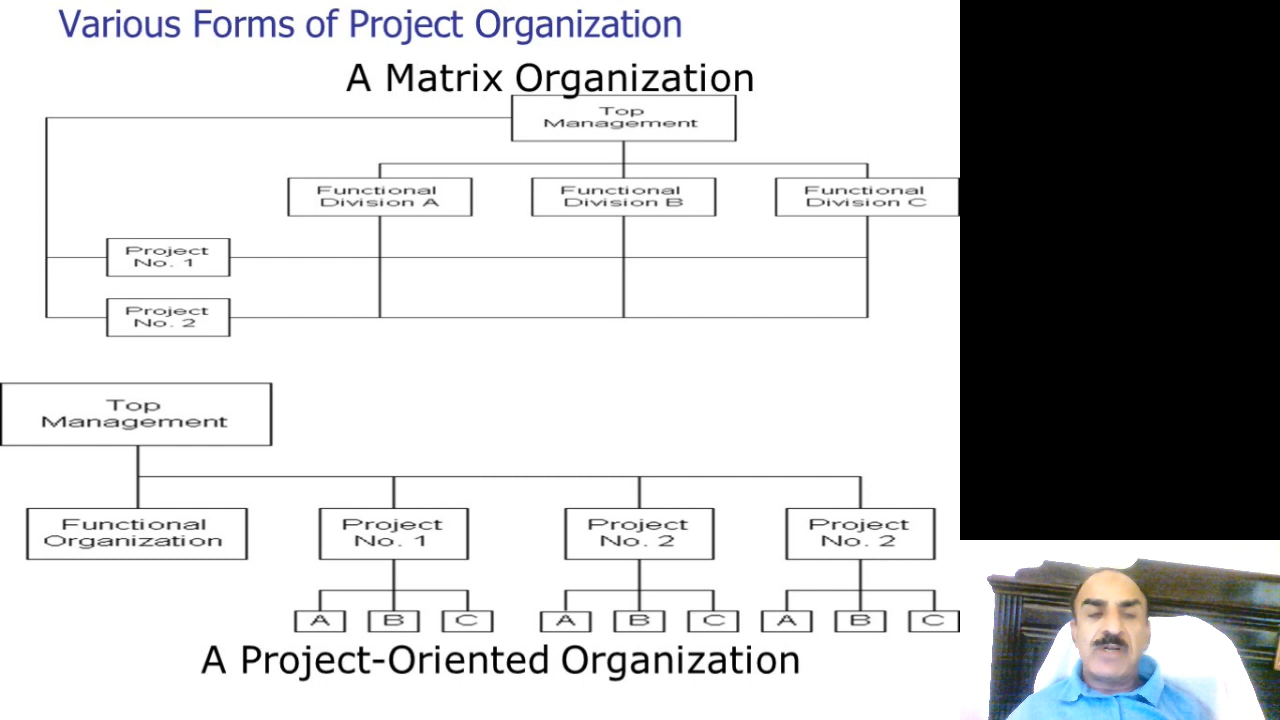 Various Forms of Project Organization
A Matrix Organization
Top
Management
Functional
Division A
Functional
Division B
Functional
Division C
Project
No. 1
Project
No. 2
Top
Management
Functional
Organization
Project
No. 1
Project
No. 2
Project
No. 2
A
B
C
A
B
C
A
B
C
A Project-Oriented Organization